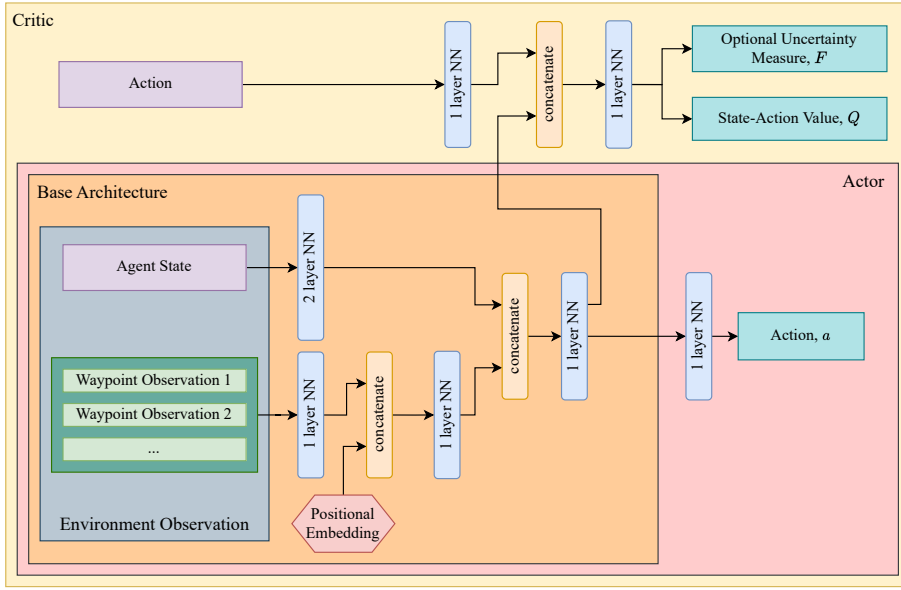 Critic
Action
1 layer NN
concatenate
1 layer NN
Optional Uncertainty
Measure, F
State-Action Value, Q
Actor
Base Architecture
Agent State
2 layer NN
concatenate
1 layer NN
1 layer NN
Action, a
Waypoint Observation 1
Waypoint Observation 2
...
1 layer NN
concatenate
1 layer NN
Positional
Embedding
Environment Observation